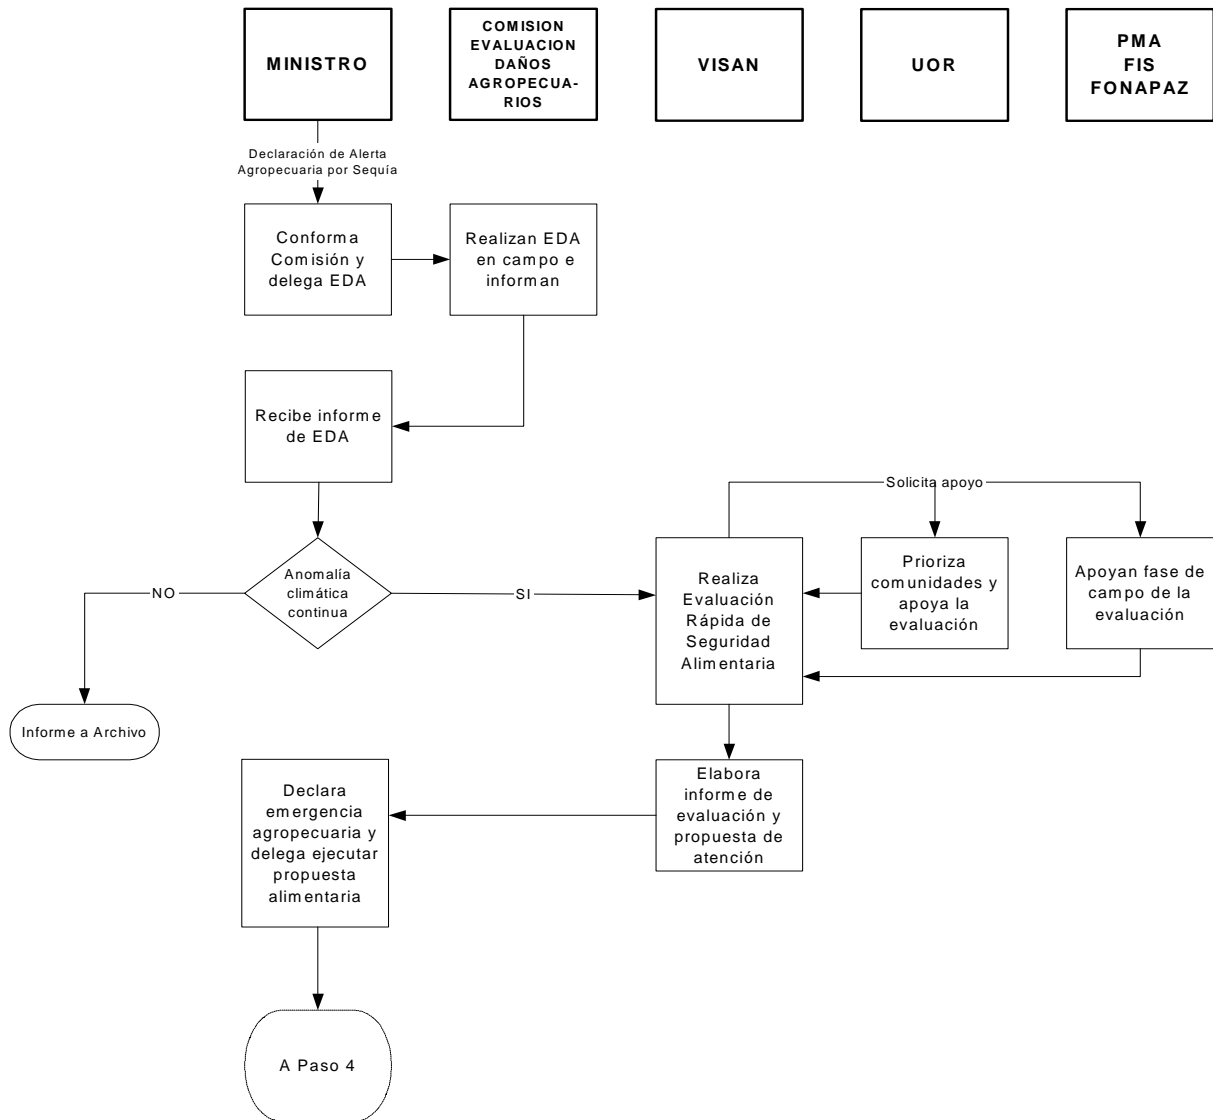 MINISTRO
COMISION
EVALUACION
DAÑOS
AGROPECUA-
RIOS
VISAN
UOR
PMA
FIS
FONAPAZ
Declaración de Alerta
Agropecuaria por Sequía
Conforma
Comisión y
delega EDA
Realizan EDA
en campo e
informan
Recibe informe
de EDA
Solicita apoyo
Anomalía
climática
continua
NO
SI
Realiza
Evaluación
Rápida de
Seguridad
Alimentaria
Prioriza
comunidades y
apoya la
evaluación
Apoyan fase de
campo de la
evaluación
Informe a Archivo
Elabora
informe de
evaluación y
propuesta de
atención
Declara
emergencia
agropecuaria y
delega ejecutar
propuesta
alimentaria
A Paso 4